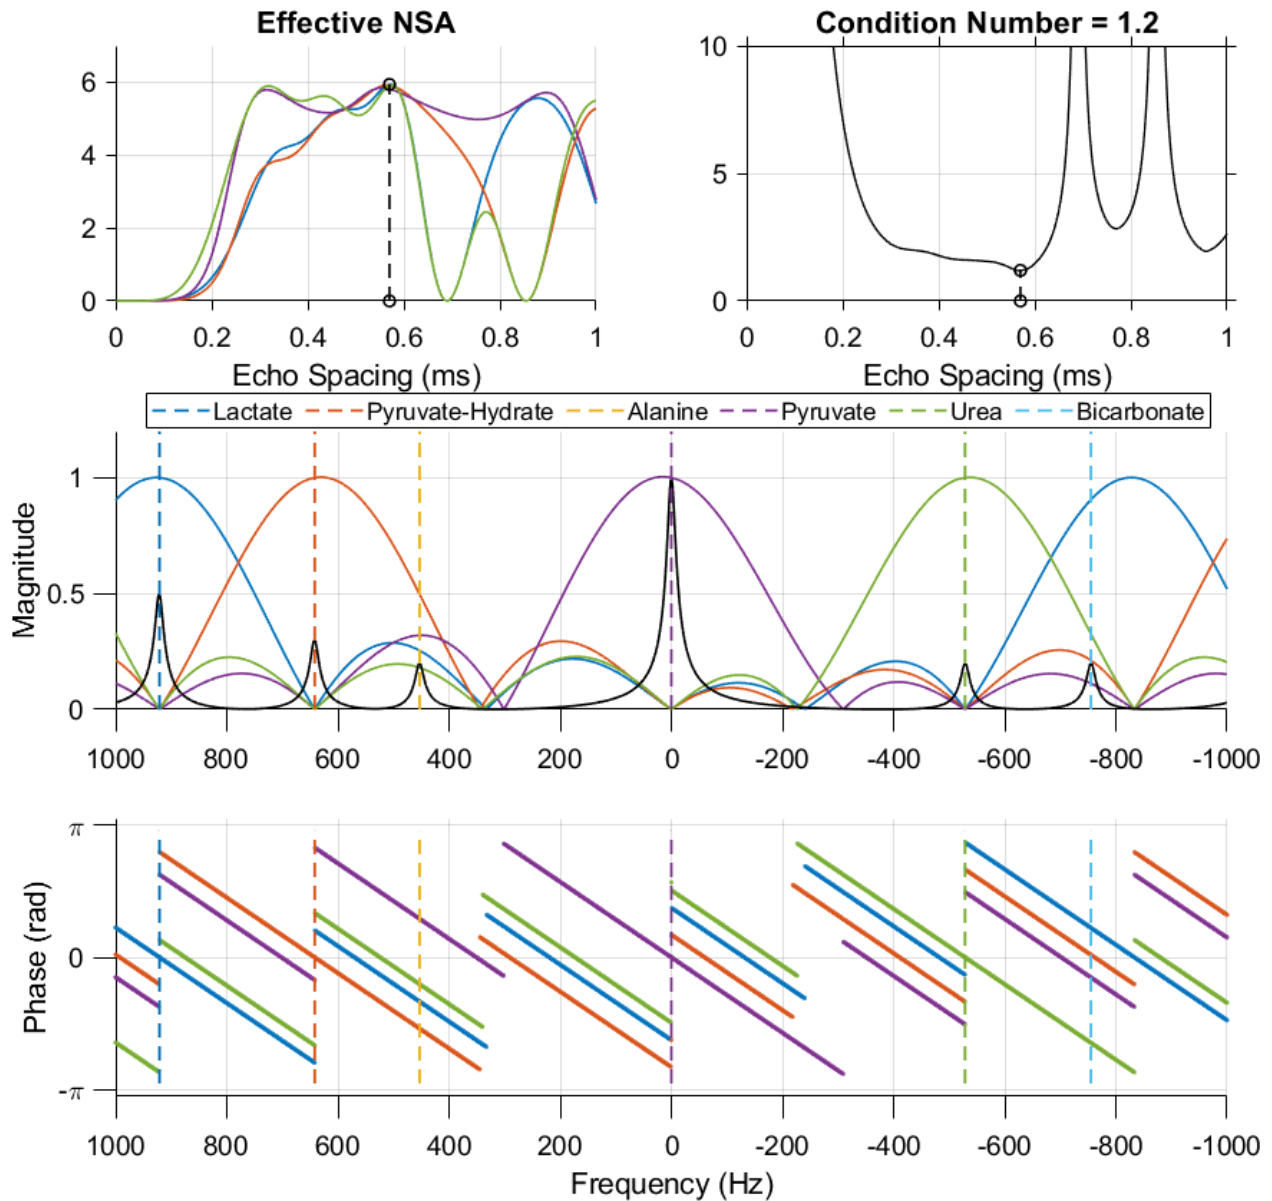 Effective NSA
Condition Number = 1.2
6
4
2
0
0 0.2 0.4 0.6 0.8 1
Echo Spacing (ms)
10
5
0
0 0.2 0.4 0.6 0.8 1
Echo Spacing (ms)
Lactate Pyruvate-Hydrate Alanine Pyruvate Urea Bicarbonate
Magnitude
1
0.5
0
1000 800 600 400 200 0 -200 -400 -600 -800 -1000
Phase (rad)
π
0
-π
1000 800 600 400 200 0 -200 -400 -600 -800 -1000
Frequency (Hz)